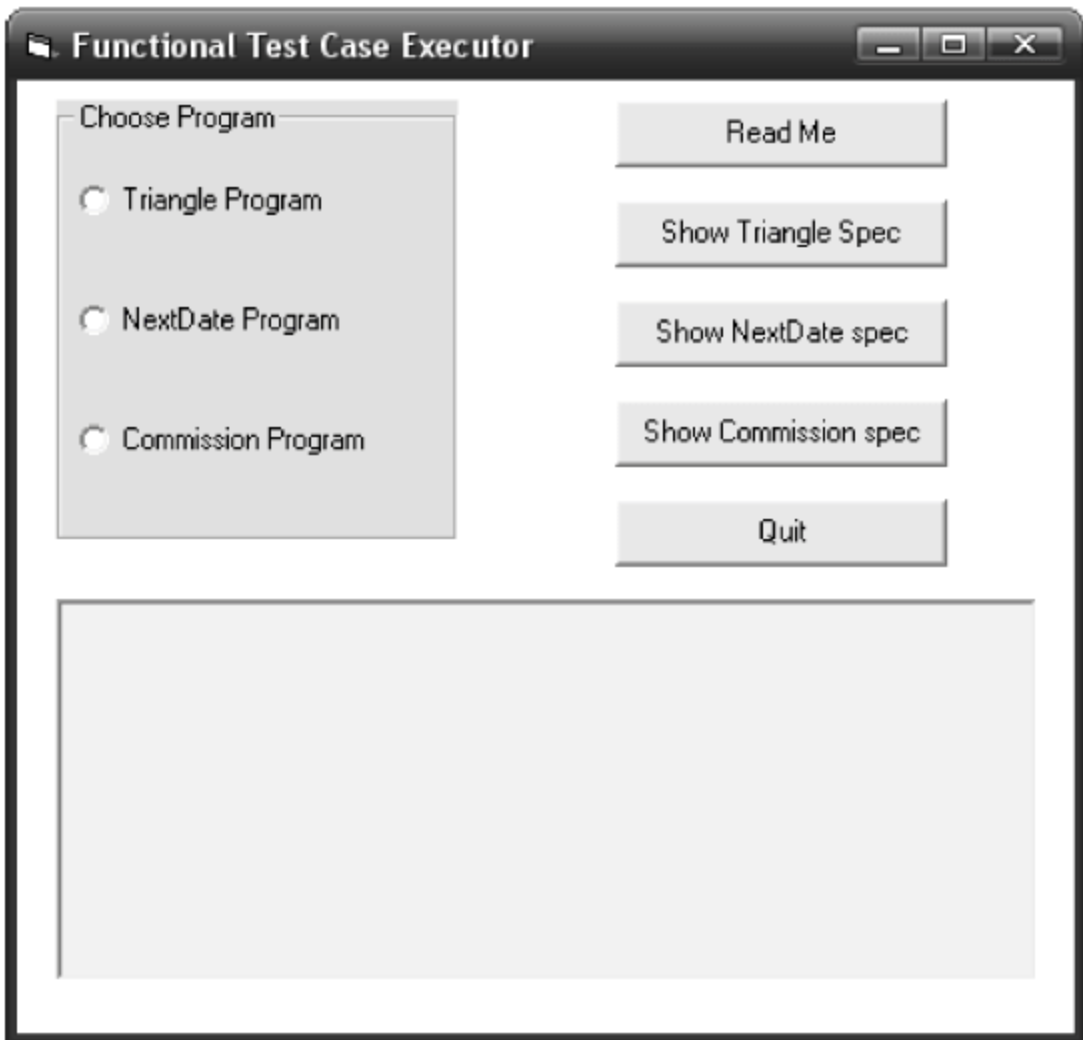 Functional Test Case Executor
Choose Program
Triangle Program
NextDate Program
Commission Program
Read Me
Show Triangle Spec
Show NextDate spec
Show Commission spec
Quit